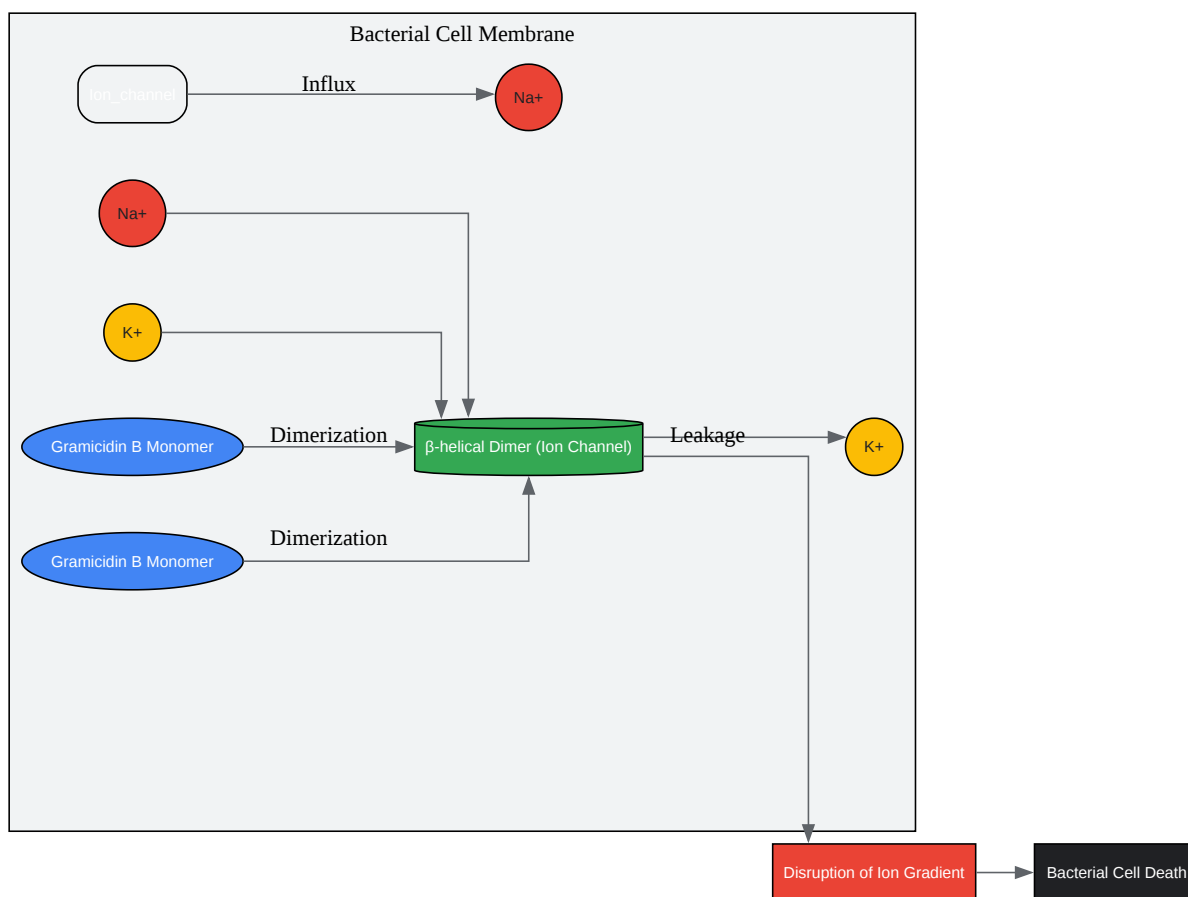 Bacterial Cell Membrane
ion_channel
Influx
Na+
Na+
K+
Gramicidin B Monomer
Dimerization
β-helical Dimer (Ion Channel)
Leakage
K+
Gramicidin B Monomer
Dimerization
Disruption of Ion Gradient
Bacterial Cell Death